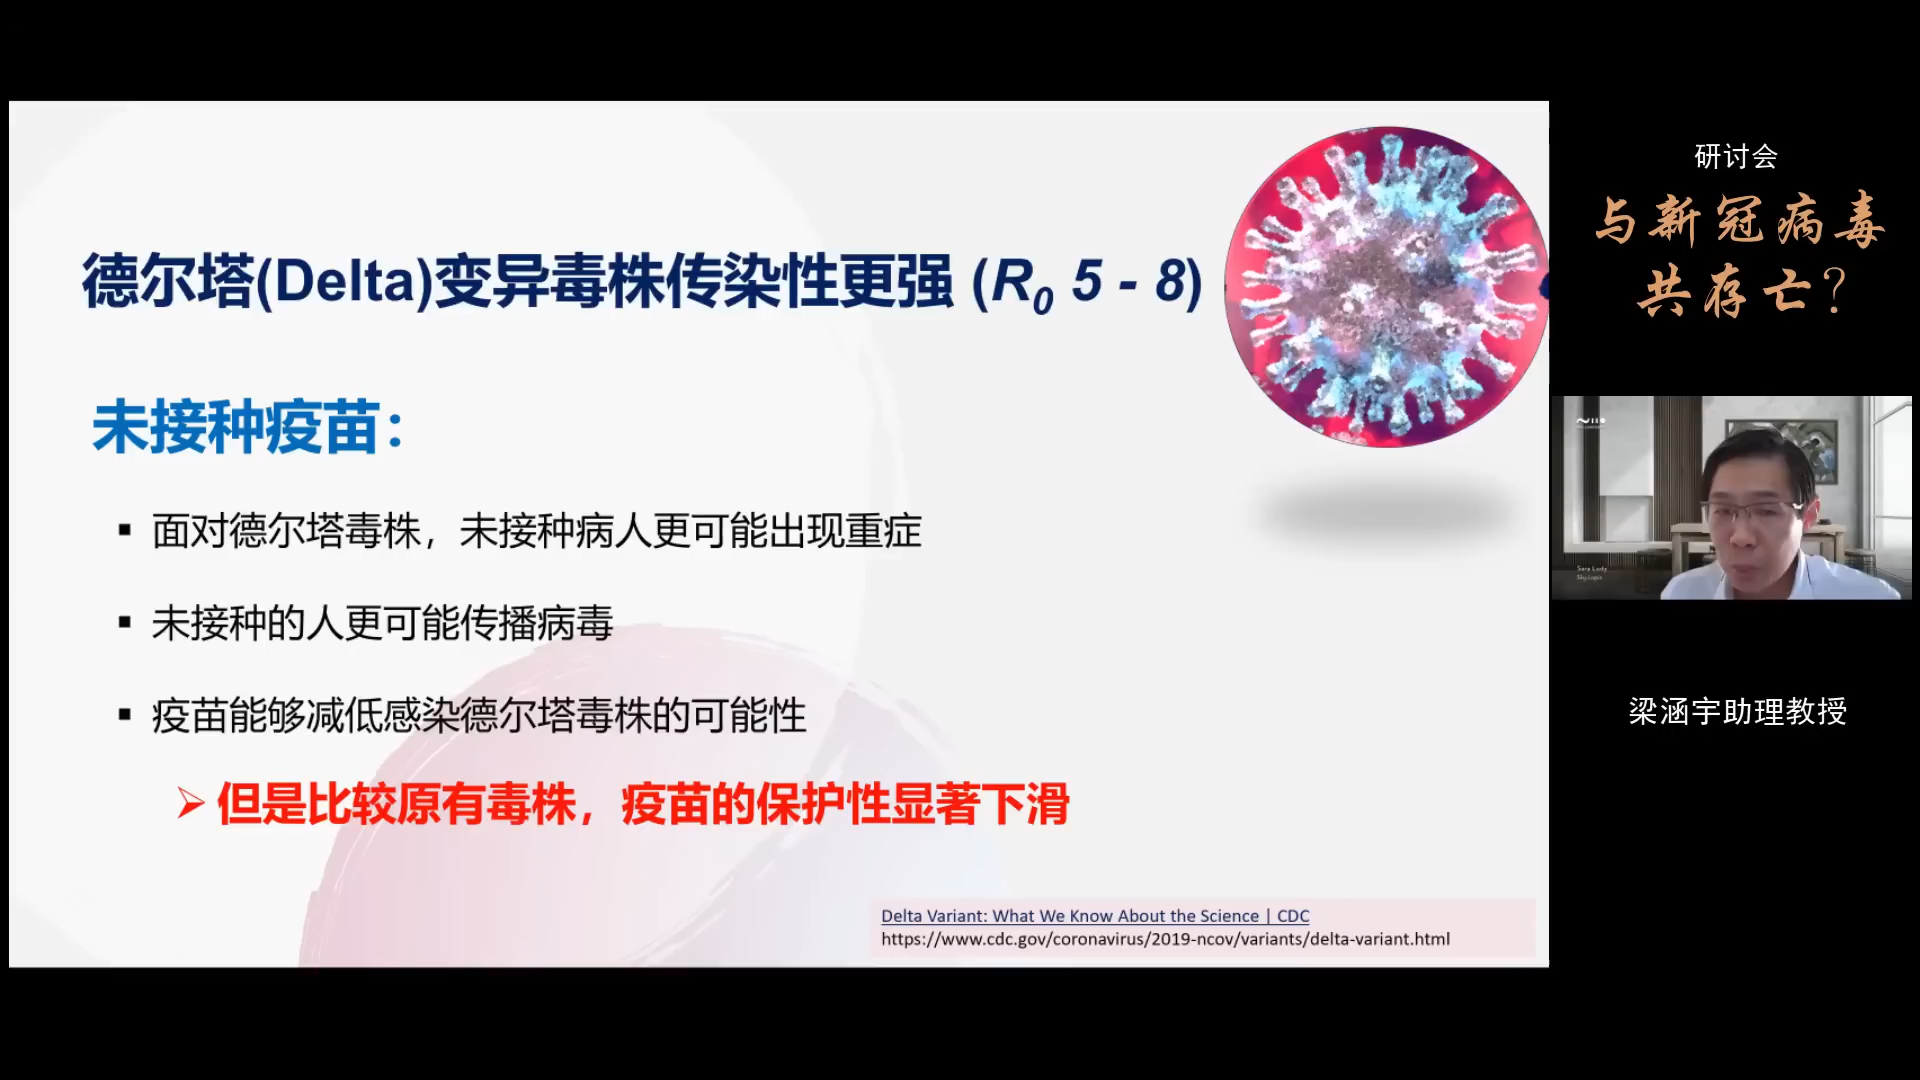 德尔塔(Delta)变异毒株传染性更强 (R0 5 - 8)
未接种疫苗：
▪ 面对德尔塔毒株，未接种病人更可能出现重症
▪ 未接种的人更可能传播病毒
▪ 疫苗能够减低感染德尔塔毒株的可能性
➢ 但是比较原有毒株，疫苗的保护性显著下滑
Delta Variant: What We Know About the Science | CDC
https://www.cdc.gov/coronavirus/2019-ncov/variants/delta-variant.html
研讨会
与新冠病毒
共存亡?
梁涵宇助理教授